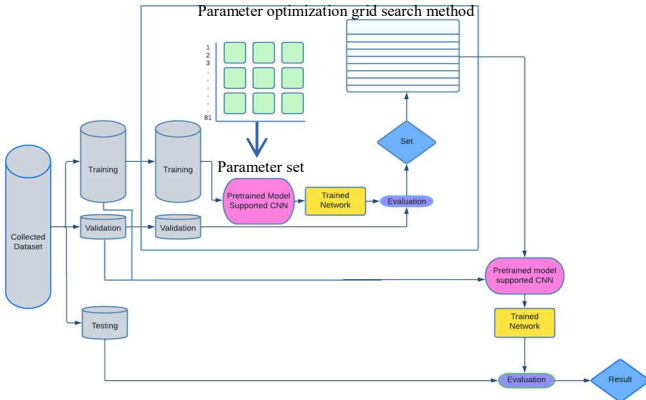 Parameter optimization grid search method
1
2
3
.
.
.
.
.
81
Parameter set
Collected
Dataset
Training
Training
Validation
Validation
Testing
Pretrained Model
Supported CNN
Trained
Network
Evaluation
Set
Pretrained model
supported CNN
Trained
Network
Evaluation
Result